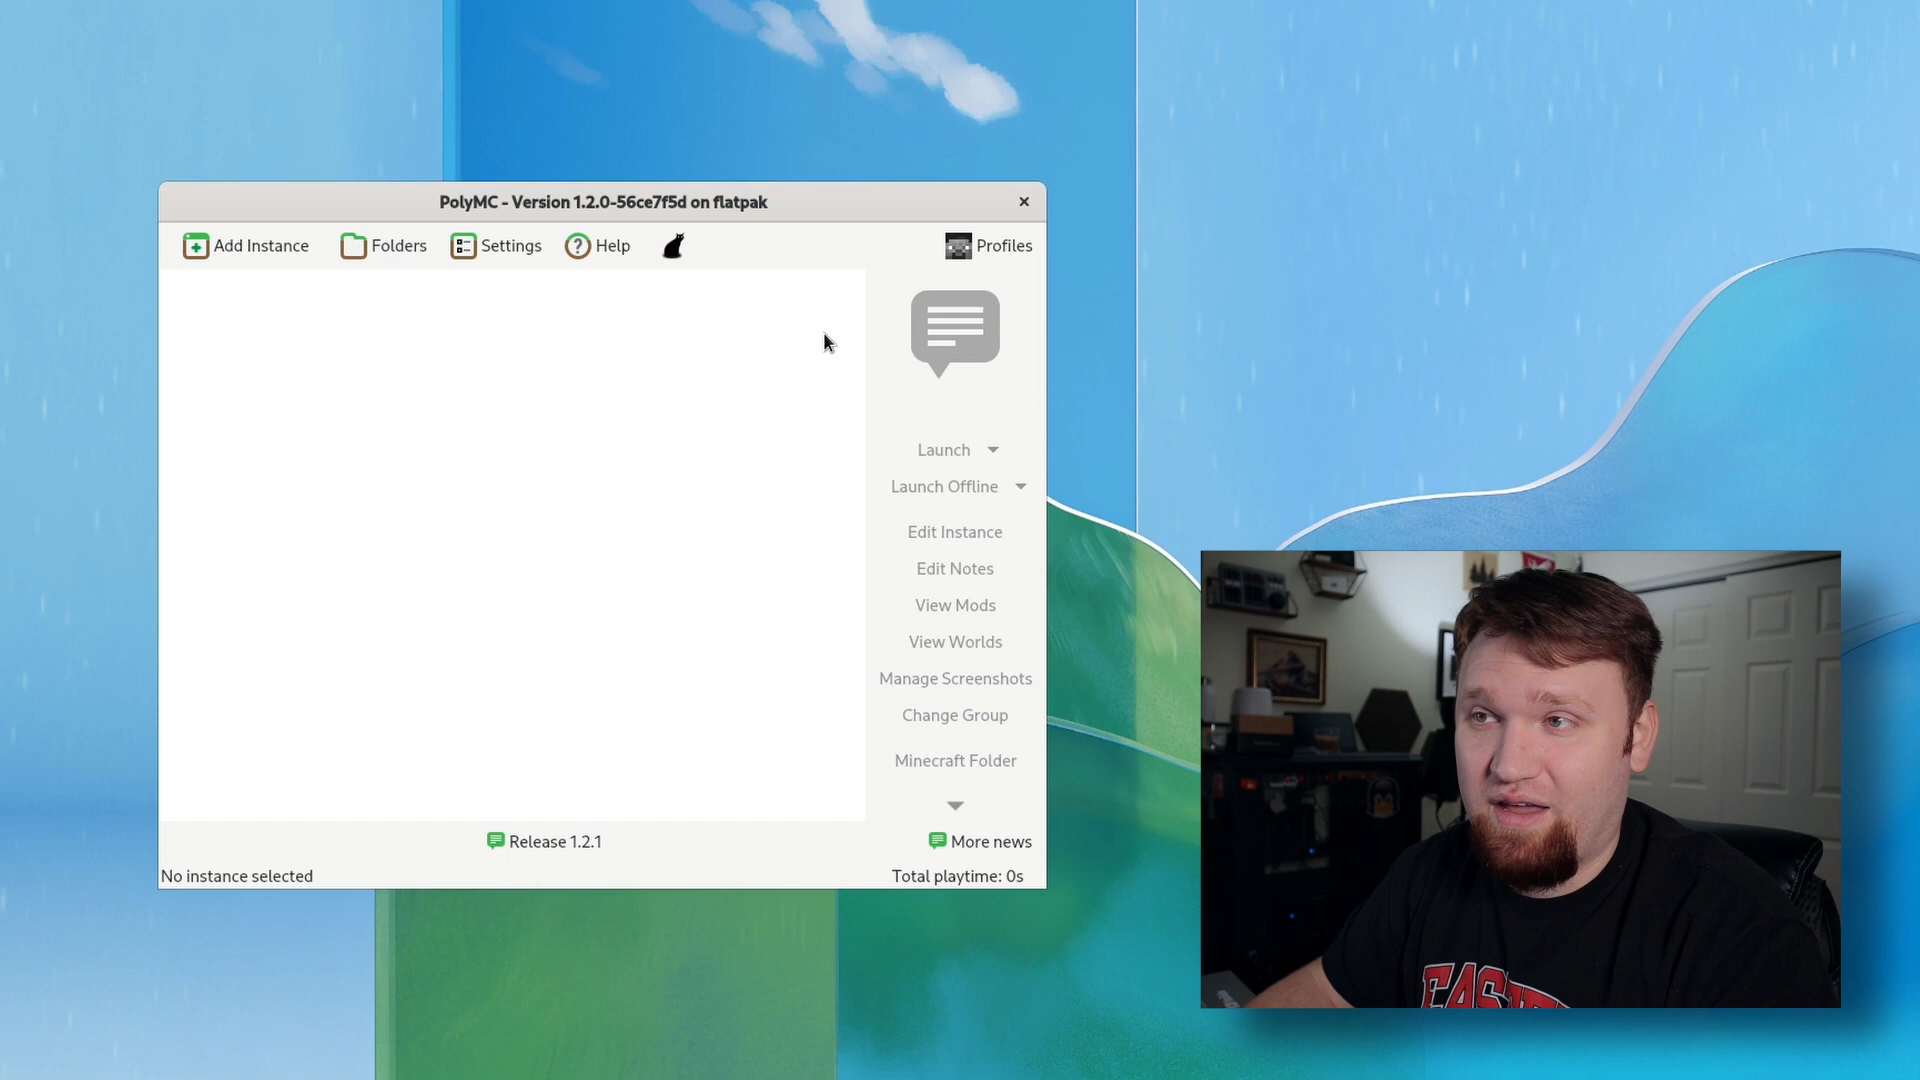 PolyMC - Version 1.2.0-56ce7f5d on flatpak
Add Instance
Folders
Settings
Help
Profiles
Launch
Launch Offline
Edit Instance
Edit Notes
View Mods
View Worlds
Manage Screenshots
Change Group
Minecraft Folder
Release 1.2.1
More news
No instance selected
Total playtime: 0s